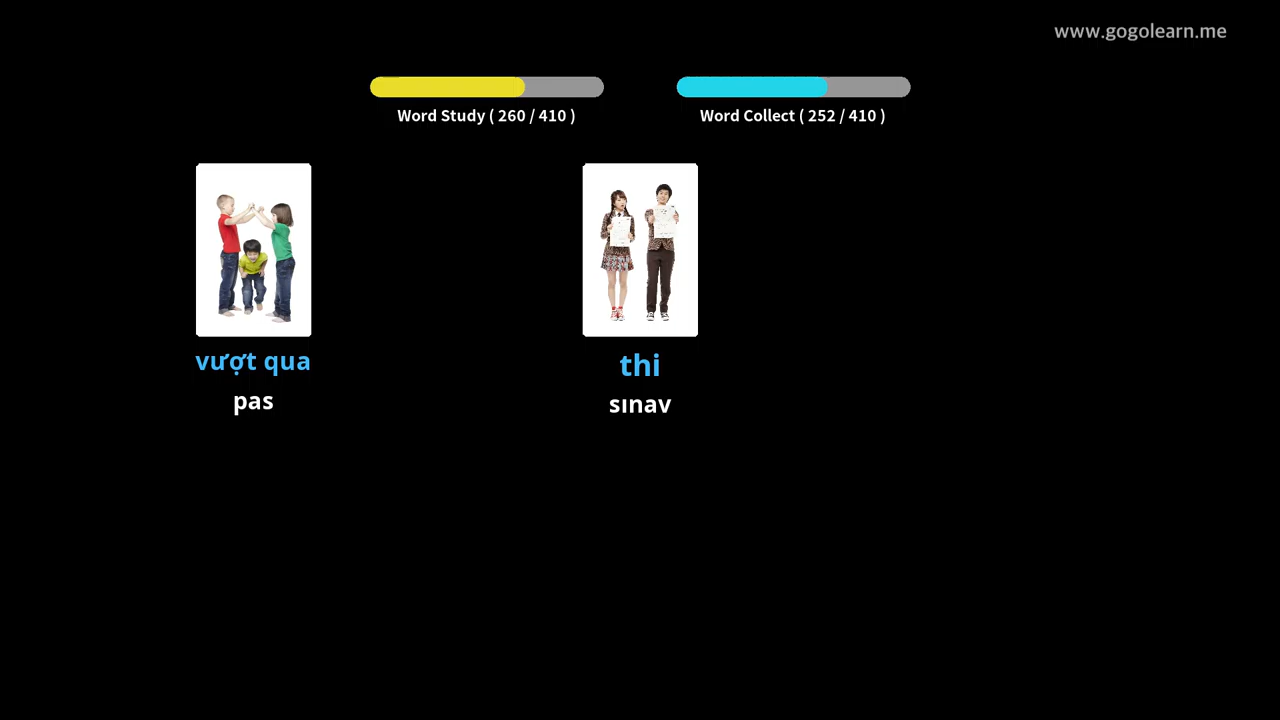 www.gogolearn.me
Word Study ( 260 / 410 )
Word Collect ( 252 / 410 )
vượt qua
pas
thi
sınav